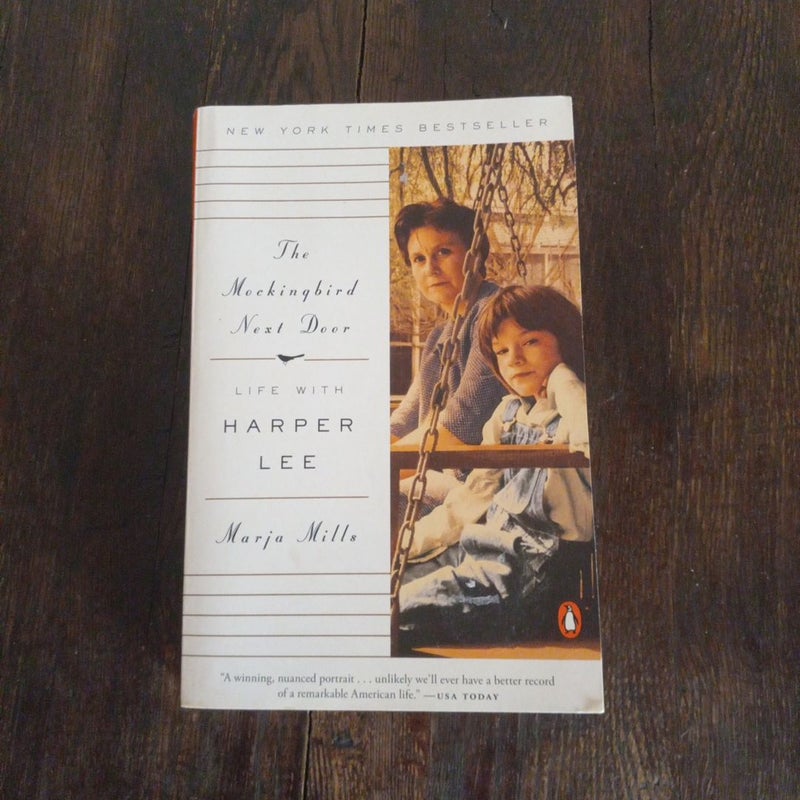 NEW YORK TIMES BESTSELLER
The
Mockingbird
Next Door
LIFE WITH
HARPER
LEE
Marja Mills
"A winning, nuanced portrait . . . unlikely we'll ever have a better record
of a remarkable American life." —USA TODAY